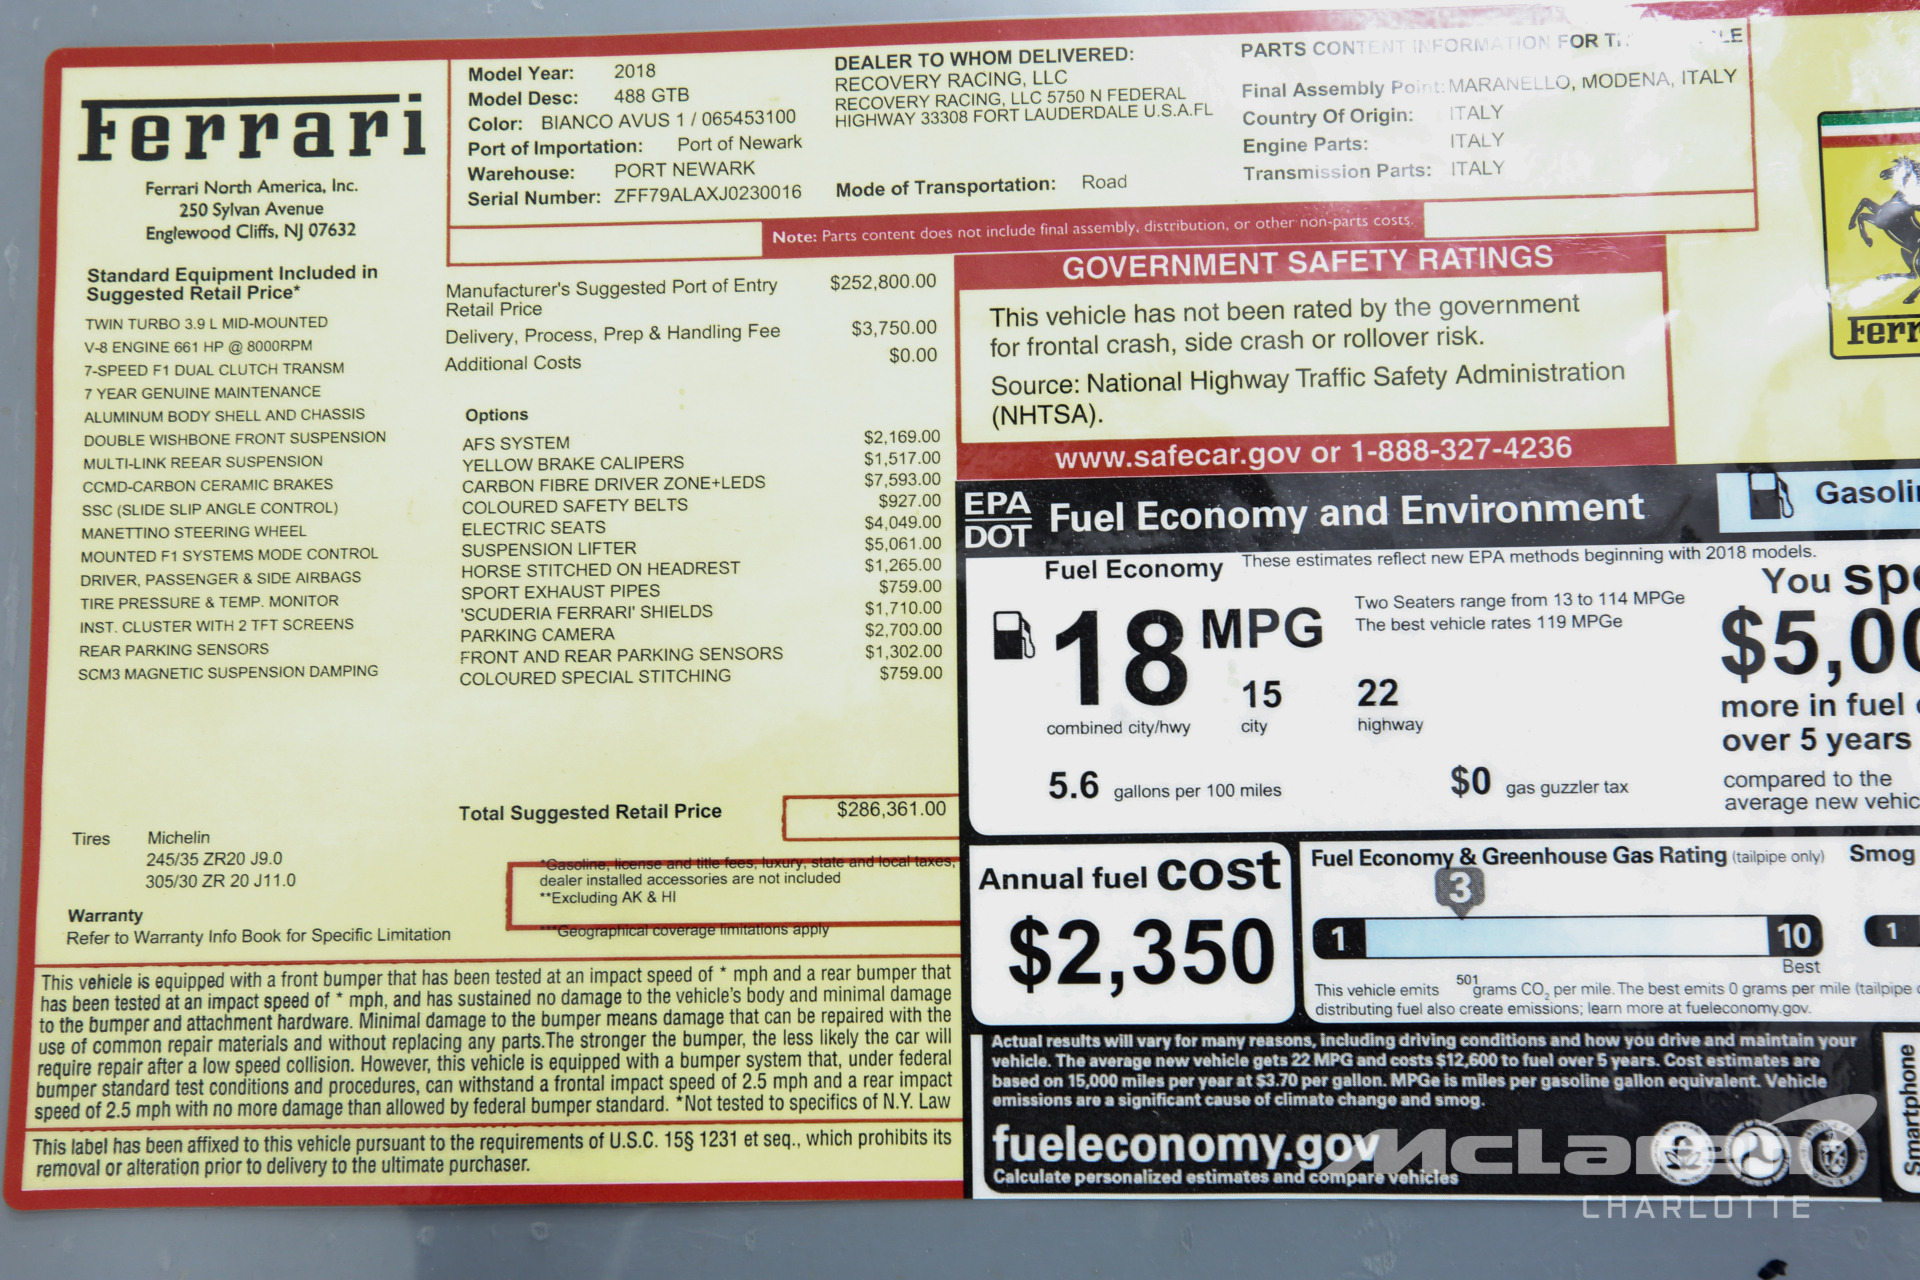 Ferrari
Ferrari North America, Inc.
250 Sylvan Avenue
Englewood Cliffs, NJ 07632
Standard Equipment Included in
Suggested Retail Price*
TWIN TURBO 3.9 L MID-MOUNTED
V-8 ENGINE 661 HP @ 8000RPM
7-SPEED F1 DUAL CLUTCH TRANSM
7 YEAR GENUINE MAINTENANCE
ALUMINUM BODY SHELL AND CHASSIS
DOUBLE WISHBONE FRONT SUSPENSION
MULTI-LINK REEAR SUSPENSION
CCMD-CARBON CERAMIC BRAKES
SSC (SLIDE SLIP ANGLE CONTROL)
MANETTINO STEERING WHEEL
MOUNTED F1 SYSTEMS MODE CONTROL
DRIVER, PASSENGER & SIDE AIRBAGS
TIRE PRESSURE & TEMP. MONITOR
INST. CLUSTER WITH 2 TFT SCREENS
REAR PARKING SENSORS
SCM3 MAGNETIC SUSPENSION DAMPING
Tires Michelin
245/35 ZR20 J9.0
305/30 ZR 20 J11.0
Warranty
Refer to Warranty Info Book for Specific Limitation
Model Year: 2018
Model Desc: 488 GTB
Color: BIANCO AVUS 1 / 065453100
Port of Importation: Port of Newark
Warehouse: PORT NEWARK
Serial Number: ZFF79ALAXJ0230016
DEALER TO WHOM DELIVERED:
RECOVERY RACING, LLC
RECOVERY RACING, LLC 5750 N FEDERAL
HIGHWAY 33308 FORT LAUDERDALE U.S.A.FL
Mode of Transportation: Road
PARTS CONTENT INFORMATION FOR
Final Assembly Point: MARANELLO, MODENA, ITALY
Country Of Origin: ITALY
Engine Parts: ITALY
Transmission Parts: ITALY
Note: Parts content does not include final assembly, distribution, or other non-parts costs.
Manufacturer's Suggested Port of Entry $252,800.00
Retail Price
Delivery, Process, Prep & Handling Fee $3,750.00
Additional Costs $0.00
Options
AFS SYSTEM $2,169.00
YELLOW BRAKE CALIPERS $1,517.00
CARBON FIBRE DRIVER ZONE+LEDS $7,593.00
COLOURED SAFETY BELTS $927.00
ELECTRIC SEATS $4,049.00
SUSPENSION LIFTER $5,061.00
HORSE STITCHED ON HEADREST $1,265.00
SPORT EXHAUST PIPES $759.00
'SCUDERIA FERRARI' SHIELDS $1,710.00
PARKING CAMERA $2,700.00
FRONT AND REAR PARKING SENSORS $1,302.00
COLOURED SPECIAL STITCHING $759.00
Total Suggested Retail Price $286,361.00
*Gasoline, license and title fees, luxury, state and local taxes,
dealer installed accessories are not included
**Excluding AK & HI
***Geographical coverage limitations apply
This vehicle is equipped with a front bumper that has been tested at an impact speed of * mph and a rear bumper that
has been tested at an impact speed of * mph, and has sustained no damage to the vehicle's body and minimal damage
to the bumper and attachment hardware. Minimal damage to the bumper means damage that can be repaired with the
use of common repair materials and without replacing any parts.The stronger the bumper, the less likely the car will
require repair after a low speed collision. However, this vehicle is equipped with a bumper system that, under federal
bumper standard test conditions and procedures, can withstand a frontal impact speed of 2.5 mph and a rear impact
speed of 2.5 mph with no more damage than allowed by federal bumper standard. *Not tested to specifics of N.Y. Law
This label has been affixed to this vehicle pursuant to the requirements of U.S.C. 15§ 1231 et seq., which prohibits its
removal or alteration prior to delivery to the ultimate purchaser.
GOVERNMENT SAFETY RATINGS
This vehicle has not been rated by the government
for frontal crash, side crash or rollover risk.
Source: National Highway Traffic Safety Administration
(NHTSA).
www.safecar.gov or 1-888-327-4236
Ferr
EPA
DOT
Fuel Economy and Environment
Gasoli
Fuel Economy
These estimates reflect new EPA methods beginning with 2018 models.
18 MPG
Two Seaters range from 13 to 114 MPGe
The best vehicle rates 119 MPGe
15 22
combined city/hwy city highway
5.6 gallons per 100 miles
$0 gas guzzler tax
You spe
$5,00
more in fuel
over 5 years
compared to the
average new vehic
Annual fuel cost
$2,350
Fuel Economy & Greenhouse Gas Rating (tailpipe only)
3
1 10
Best
Smog
1
This vehicle emits 501 grams CO2 per mile. The best emits 0 grams per mile (tailpipe
distributing fuel also create emissions; learn more at fueleconomy.gov.
Actual results will vary for many reasons, including driving conditions and how you drive and maintain your
vehicle. The average new vehicle gets 22 MPG and costs $12,600 to fuel over 5 years. Cost estimates are
based on 15,000 miles per year at $3.70 per gallon. MPGe is miles per gasoline gallon equivalent. Vehicle
emissions are a significant cause of climate change and smog.
fueleconomy.gov
Calculate personalized estimates and compare vehicles
Smartphone
McLaren
CHARLOTTE